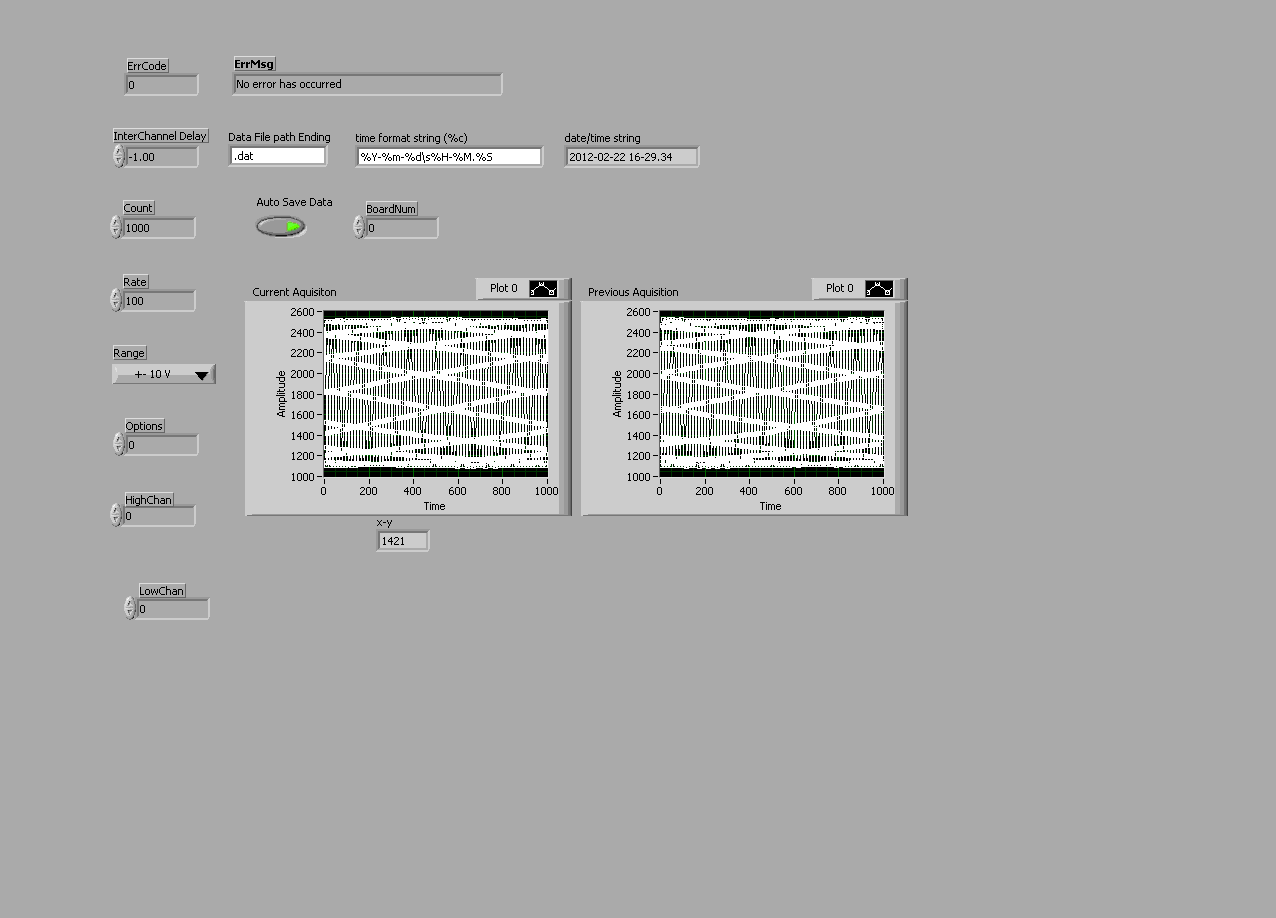 ErrCode
ErrMsg
0
No error has occurred
InterChannel Delay
Data File path Ending
time format string (%c)
date/time string
-1.00
.dat
%Y-%m-%d\s%H-%M.%S
2012-02-22 16-29.34
Count
Auto Save Data
BoardNum
1000
0
Rate
100
Current Aquisiton
Plot 0
Previous Aquisition
Plot 0
Range
+- 10 V
Options
0
HighChan
0
LowChan
0
2600
2400
2200
2000
1800
1600
1400
1200
1000
Amplitude
0 200 400 600 800 1000
Time
x-y
1421
2600
2400
2200
2000
1800
1600
1400
1200
1000
Amplitude
0 200 400 600 800 1000
Time